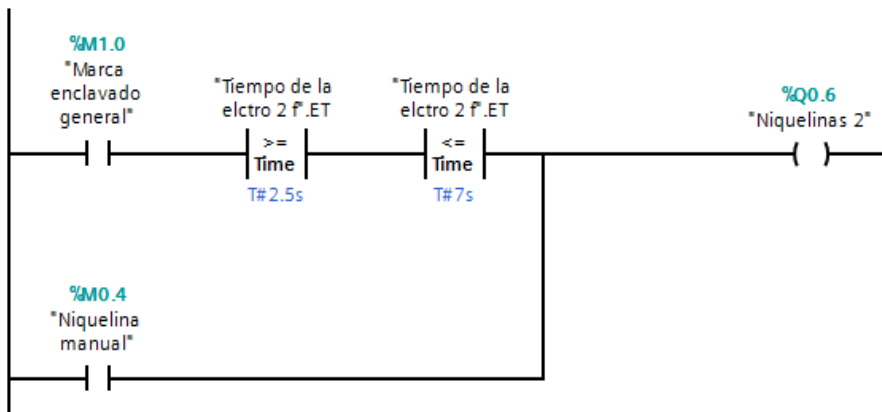 %M1.0
"Marca
enclavado
general"
"Tiempo de la
elctro 2 f".ET
>=
Time
T#2.5s
"Tiempo de la
elctro 2 f".ET
<=
Time
T#7s
%Q0.6
"Niquelinas 2"
%M0.4
"Niquelina
manual"